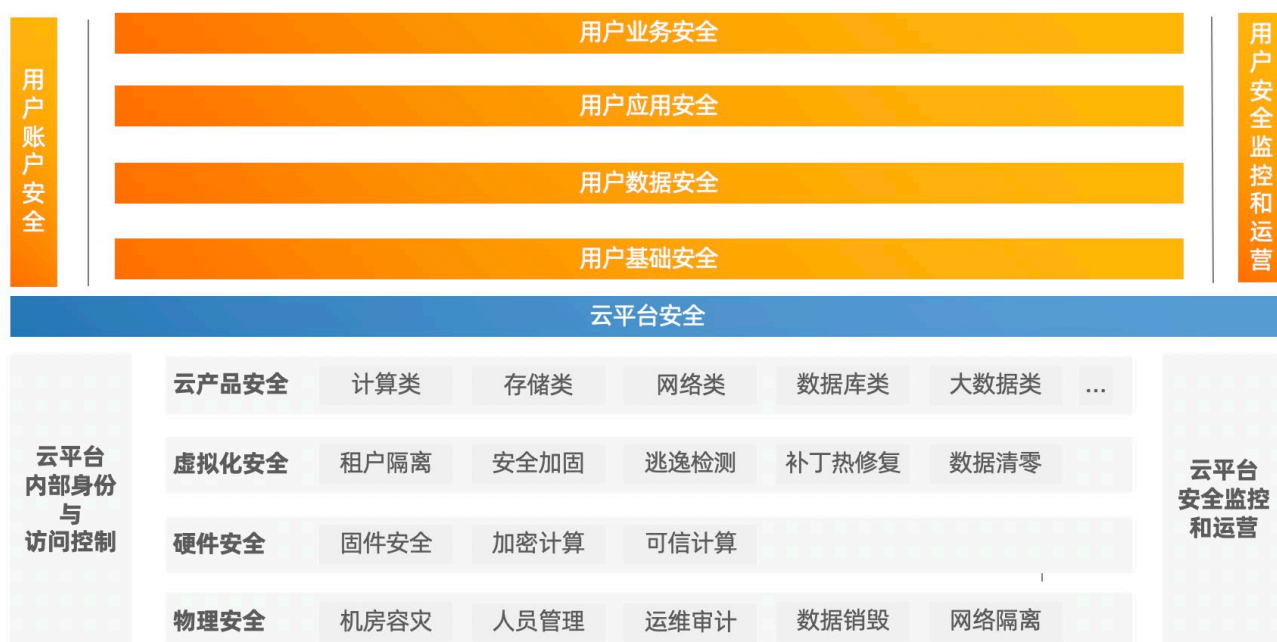 用户账户安全
用户业务安全
用户应用安全
用户数据安全
用户基础安全
用户安全监控和运营
云平台安全
云平台
内部身份
与
访问控制
云产品安全 计算类 存储类 网络类 数据库类 大数据类 ...
虚拟化安全 租户隔离 安全加固 逃逸检测 补丁热修复 数据清零
硬件安全 固件安全 加密计算 可信计算
物理安全 机房容灾 人员管理 运维审计 数据销毁 网络隔离
云平台
安全监控
和运营